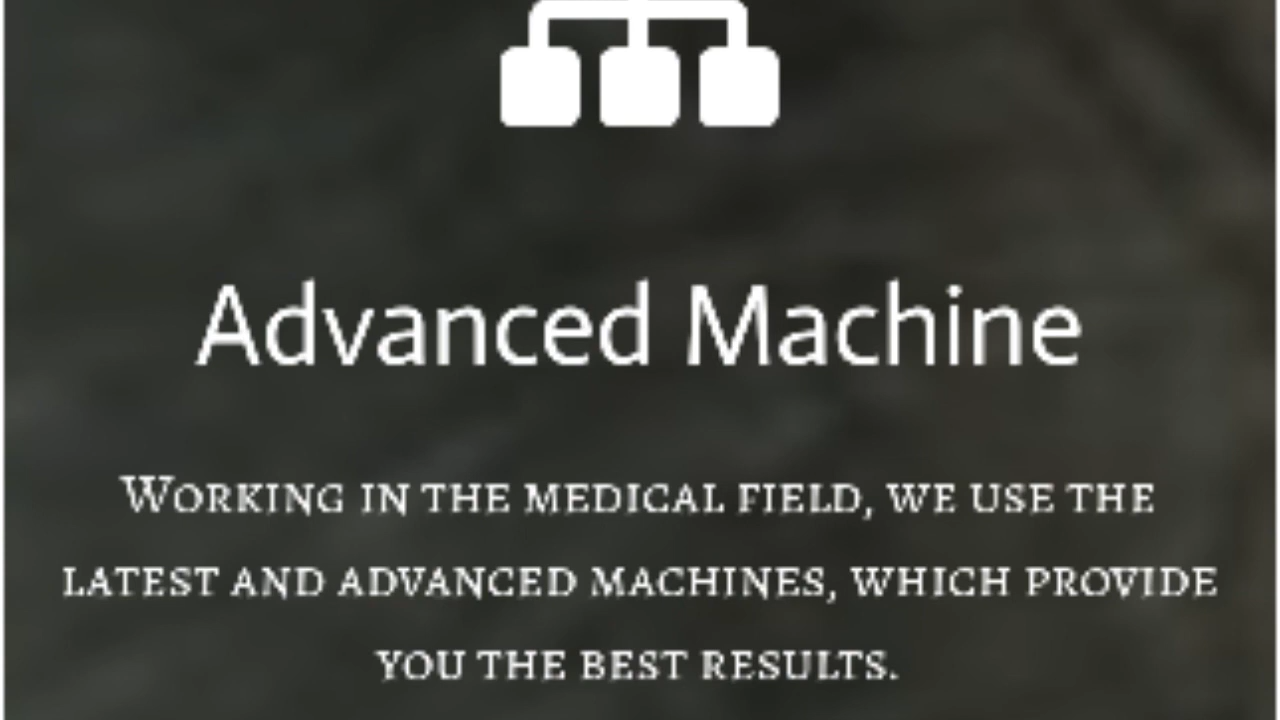 Advanced Machine
Working in the medical field, we use the
latest and advanced machines, which provide
you the best results.